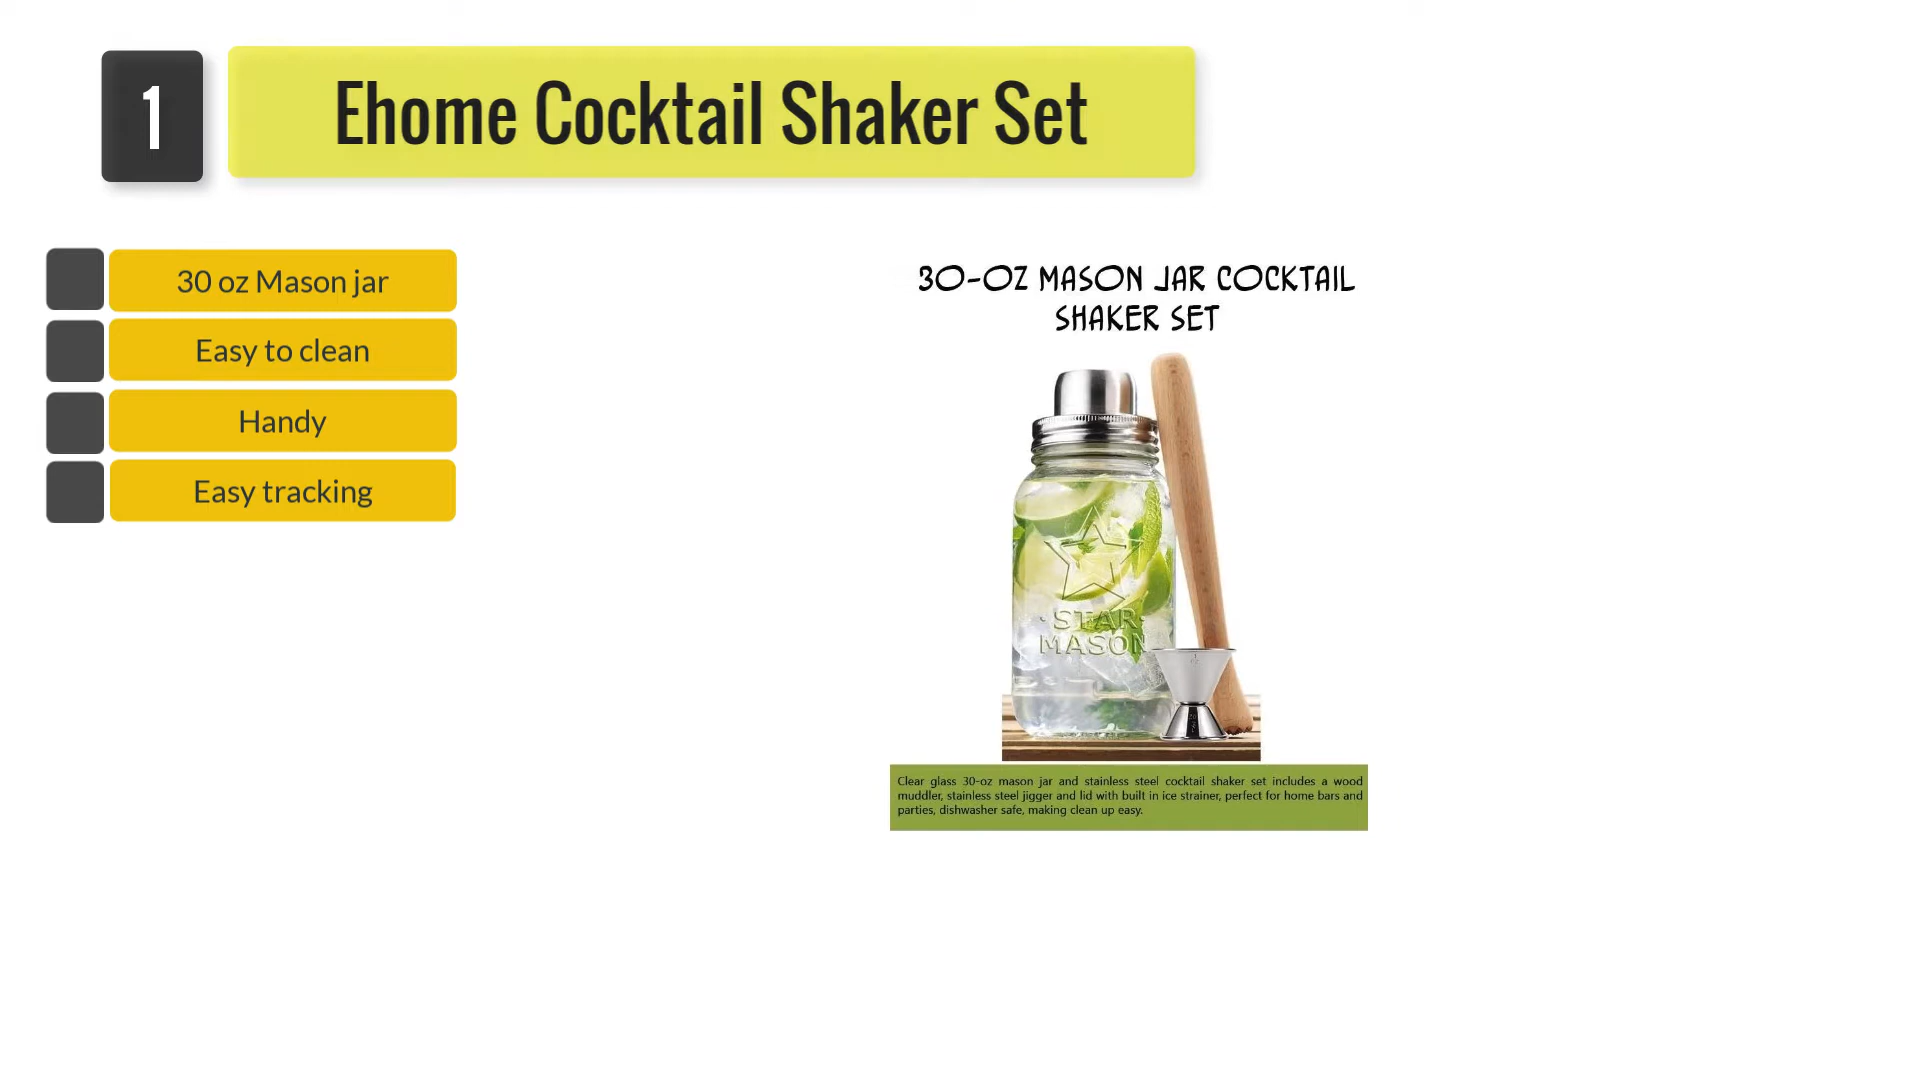 1
Ehome Cocktail Shaker Set
30 oz Mason jar
Easy to clean
Handy
Easy tracking
30-OZ MASON JAR COCKTAIL
SHAKER SET
STAR
MASON
Clear glass 30-oz mason jar and stainless steel cocktail shaker set includes a wood
muddler, stainless steel jigger and lid with built in ice strainer, perfect for home bars and
parties, dishwasher safe, making clean up easy.